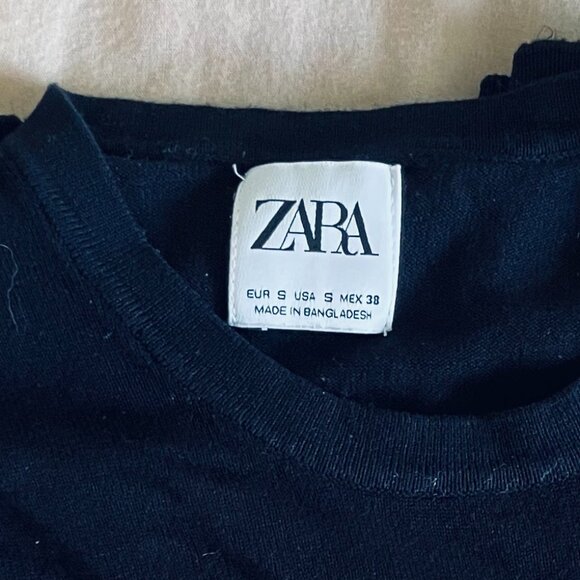 ZARA
EUR S USA S MEX 38
MADE IN BANGLADESH